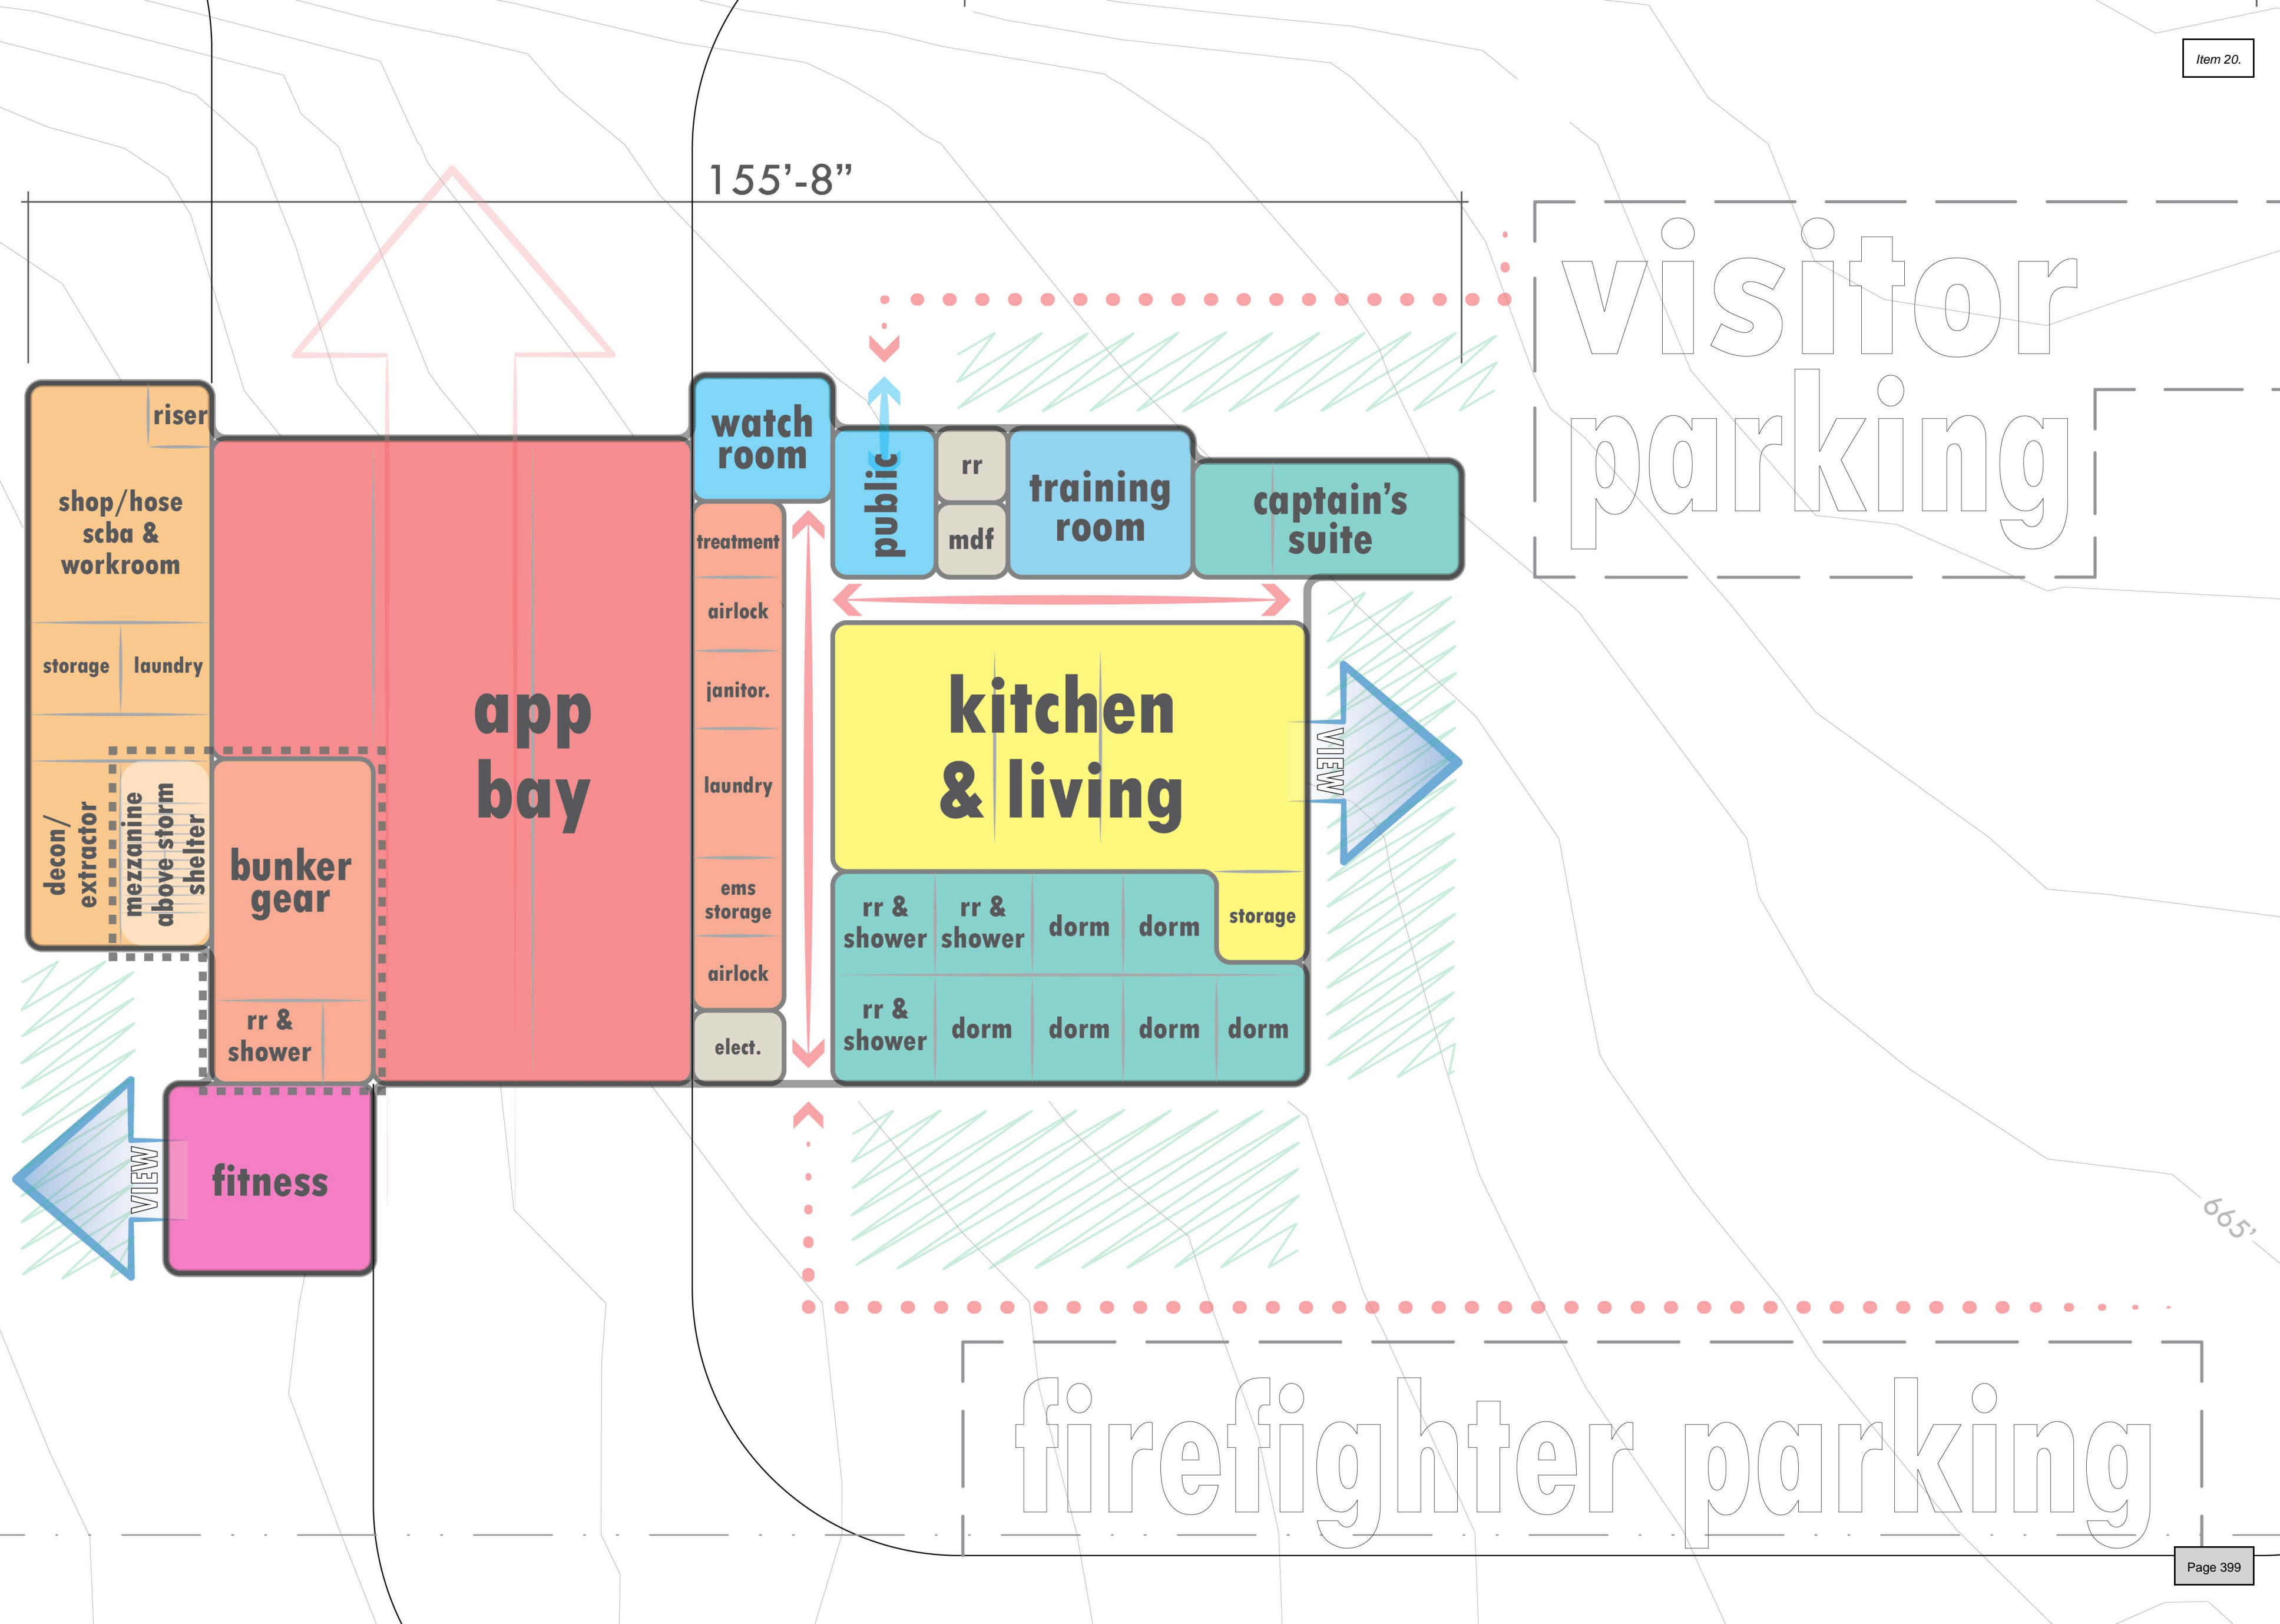 Item 20.
155’-8”
visitor
parking
riser
shop/hose
scba &
workroom
storage
laundry
decon/
extractor
mezzanine
above storm
shelter
bunker
gear
rr &
shower
fitness
VIEW
app
bay
watch
room
treatment
airlock
janitor.
laundry
ems
storage
airlock
elect.
public
rr
mdf
training
room
captain’s
suite
kitchen
& living
VIEW
storage
rr &
shower
rr &
shower
dorm
dorm
rr &
shower
dorm
dorm
dorm
dorm
665’
firefighter parking
Page 399